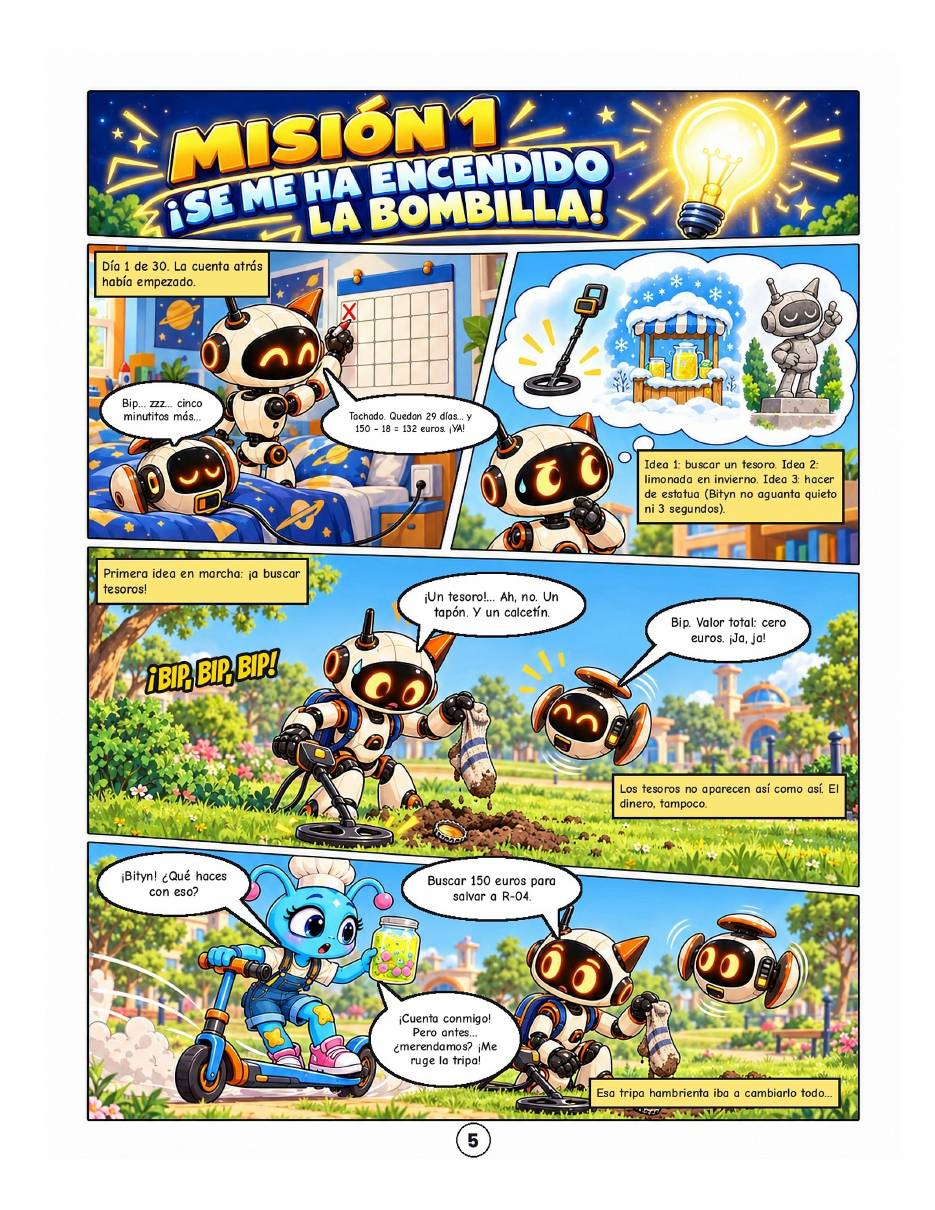 MISIÓN 1
¡SE ME HA ENCENDIDO
LA BOMBILLA!
Día 1 de 30. La cuenta atrás
había empezado.
Bip... zzz... cinco
minutitos más...
Tachado. Quedan 29 días... y
150 - 18 = 132 euros. ¡YA!
Idea 1: buscar un tesoro. Idea 2:
limonada en invierno. Idea 3: hacer
de estatua (Bityn no aguanta quieto
ni 3 segundos).
Primera idea en marcha: ¡a buscar
tesoros!
¡BIP, BIP, BIP!
¡Un tesoro!... Ah, no. Un
tapón. Y un calcetín.
Bip. Valor total: cero
euros. ¡Ja, ja!
Los tesoros no aparecen así como así. El
dinero, tampoco.
¡Bityn! ¿Qué haces
con eso?
Buscar 150 euros para
salvar a R-04.
¡Cuenta conmigo!
Pero antes...
¿merendamos? ¡Me
ruge la tripa!
Esa tripa hambrienta iba a cambiarlo todo...
5